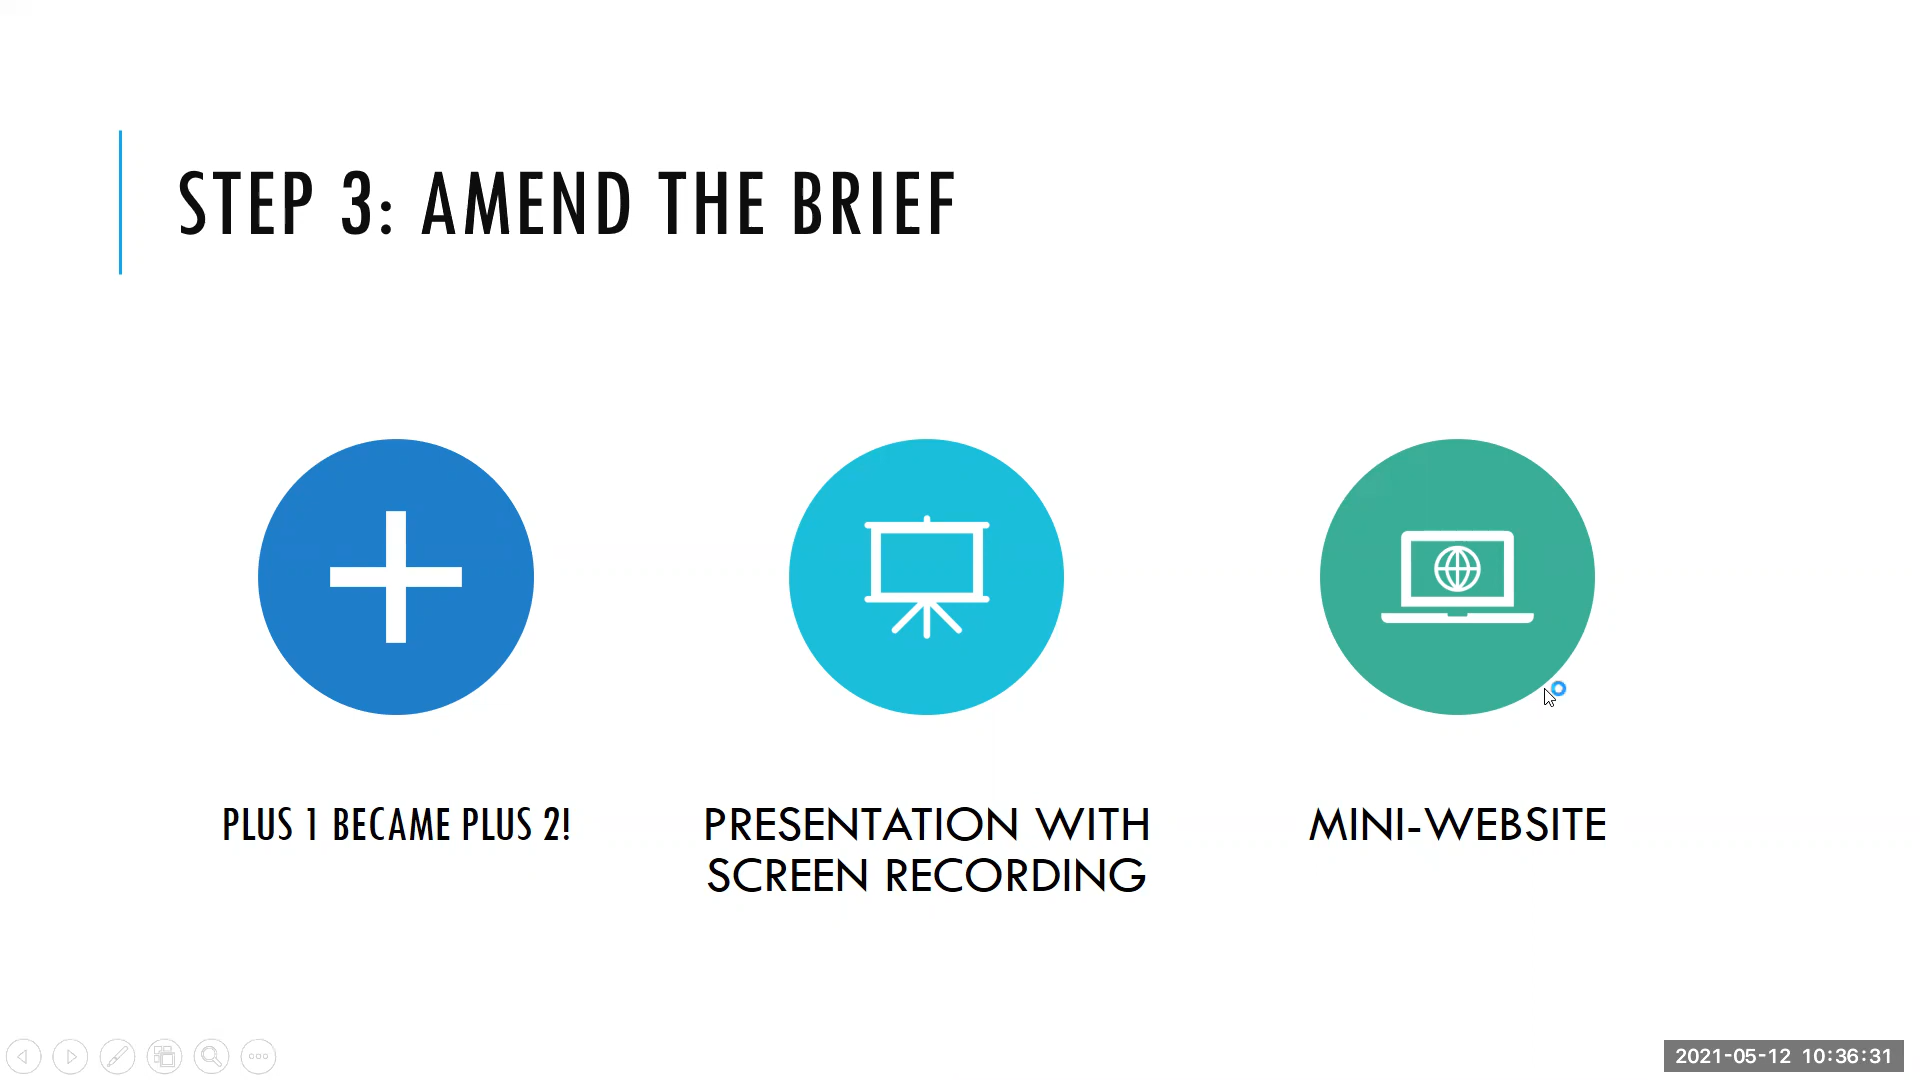 STEP 3: AMEND THE BRIEF
PLUS 1 BECAME PLUS 2!
PRESENTATION WITH
SCREEN RECORDING
MINI-WEBSITE
2021-05-12 10:36:31